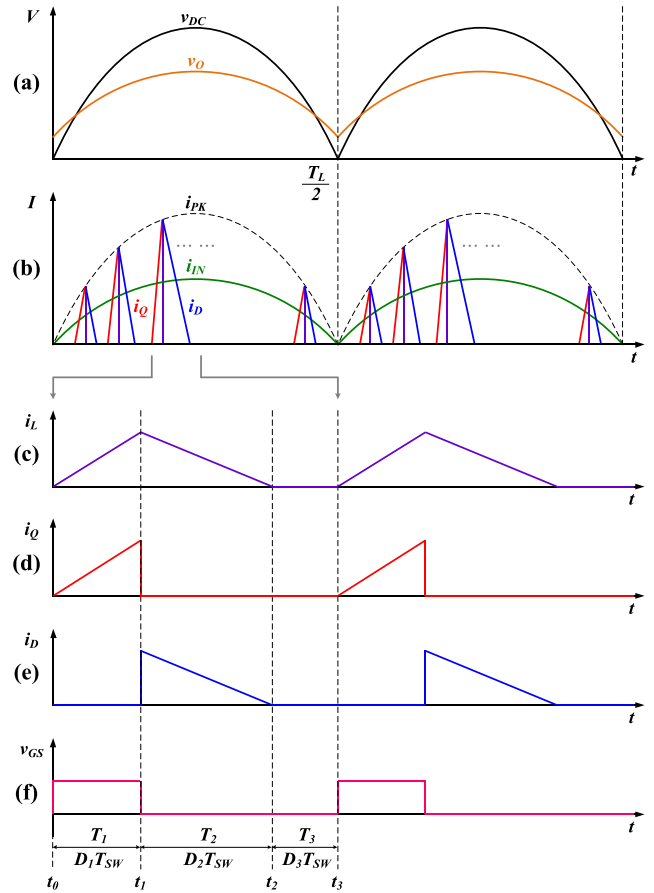 V
v_DC
v_O
(a)
t
T_L
2
I
i_PK
... ...
... ...
(b)
i_IN
i_Q
i_D
t
i_L
(c)
t
i_Q
(d)
t
i_D
(e)
t
v_GS
(f)
t
T_1
T_2
T_3
D_1T_SW
D_2T_SW
D_3T_SW
t_0
t_1
t_2
t_3